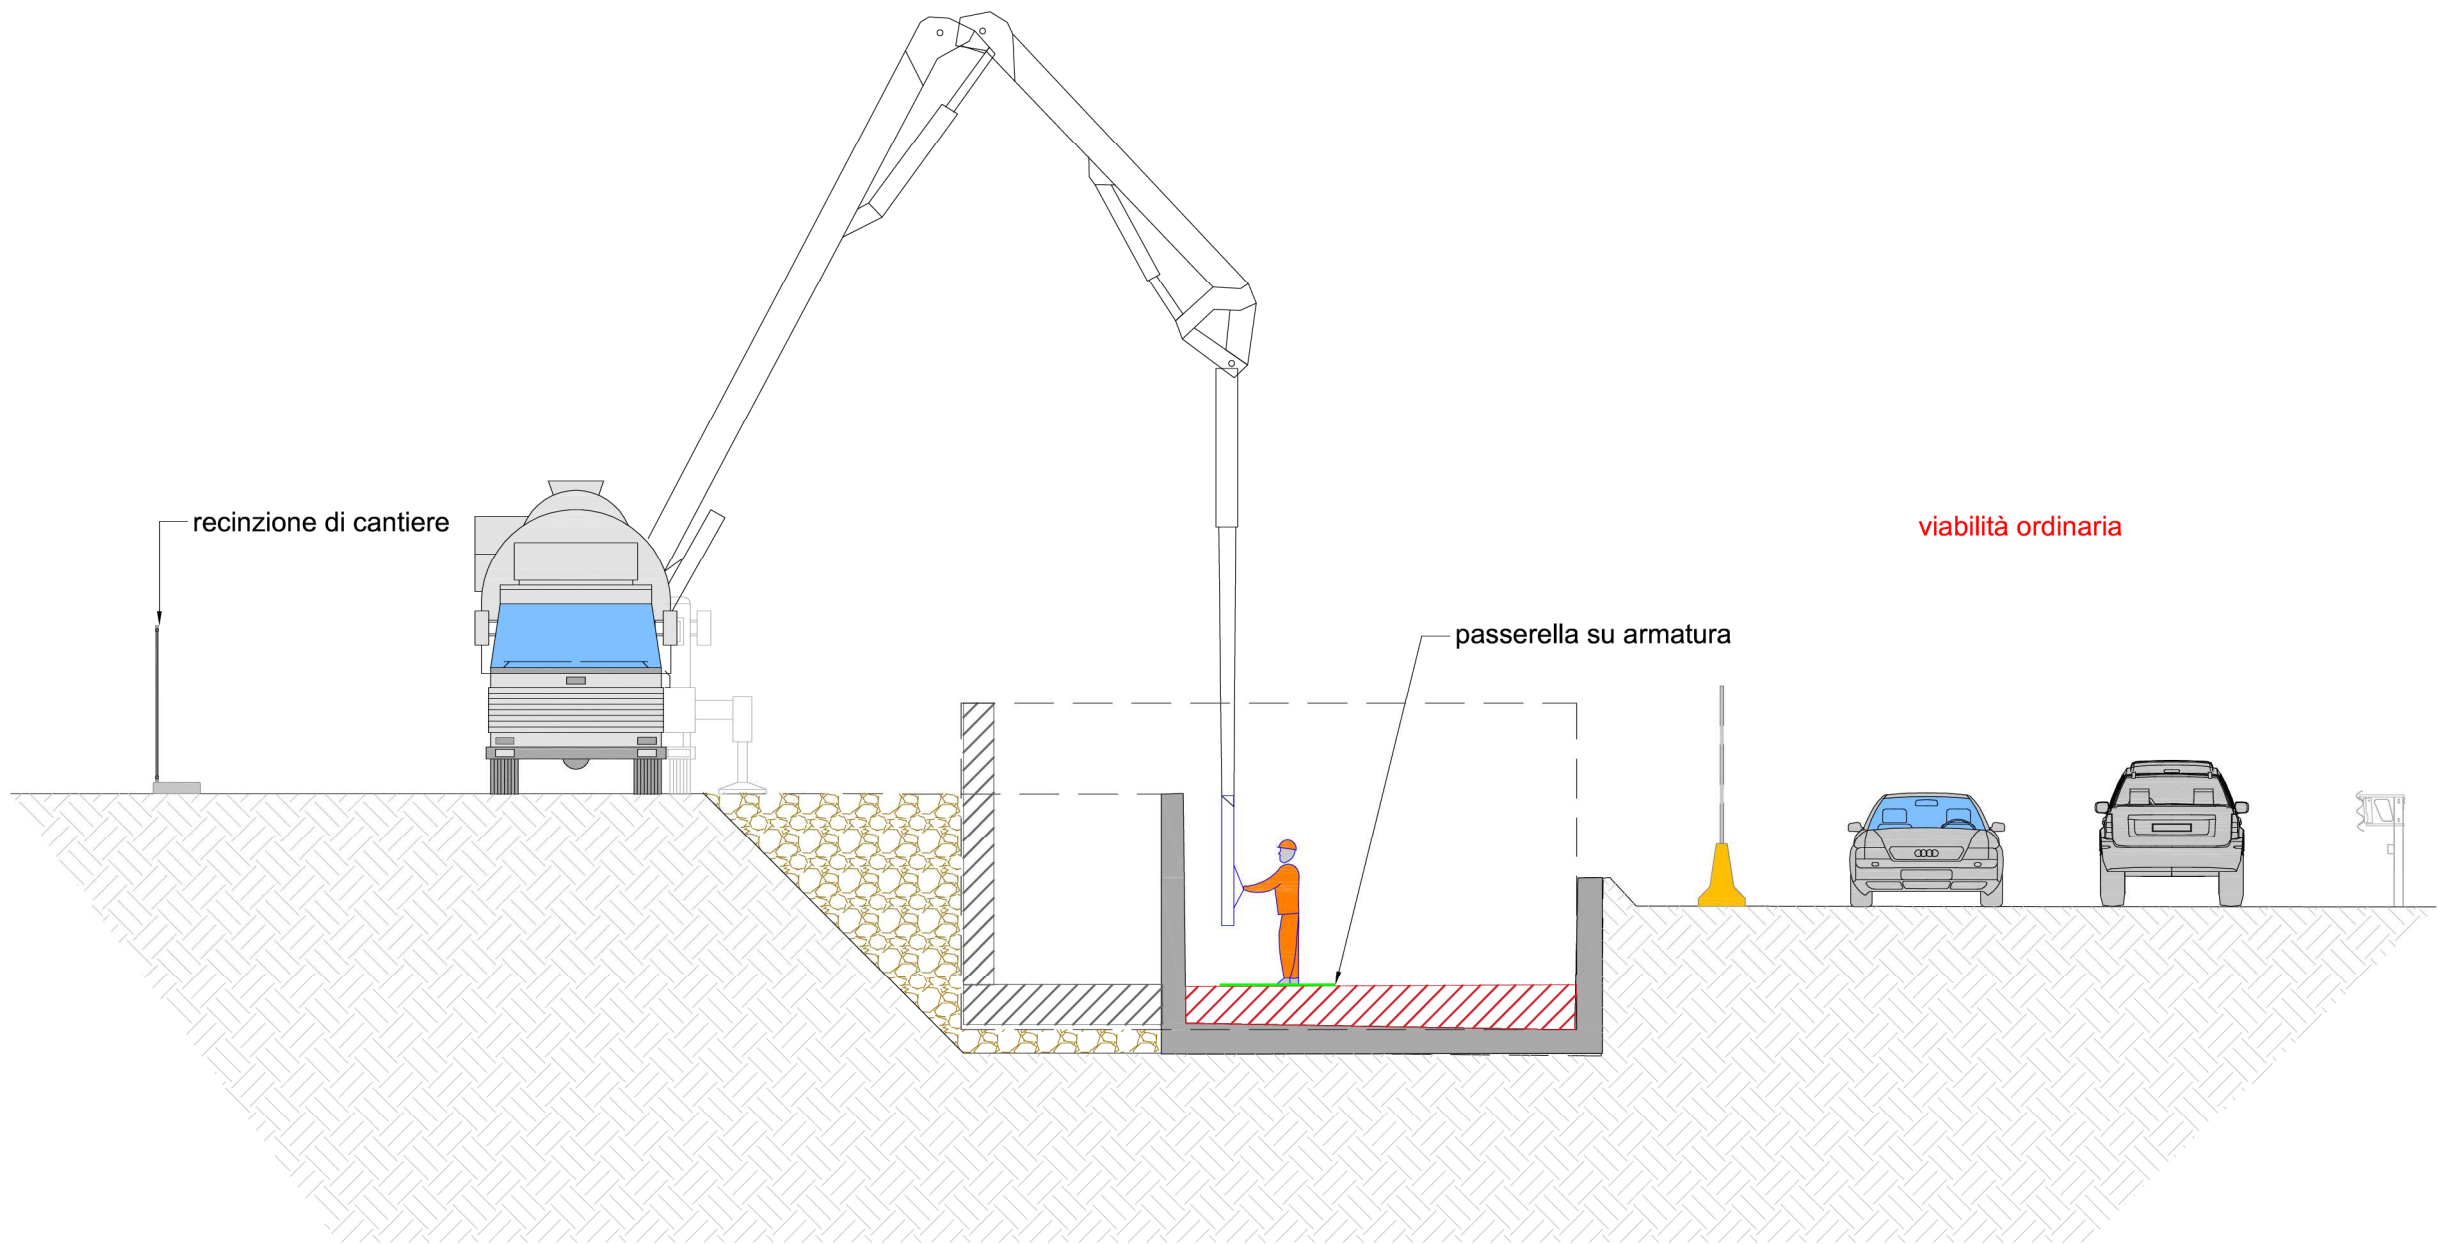 recinzione di cantiere
viabilità ordinaria
passerella su armatura